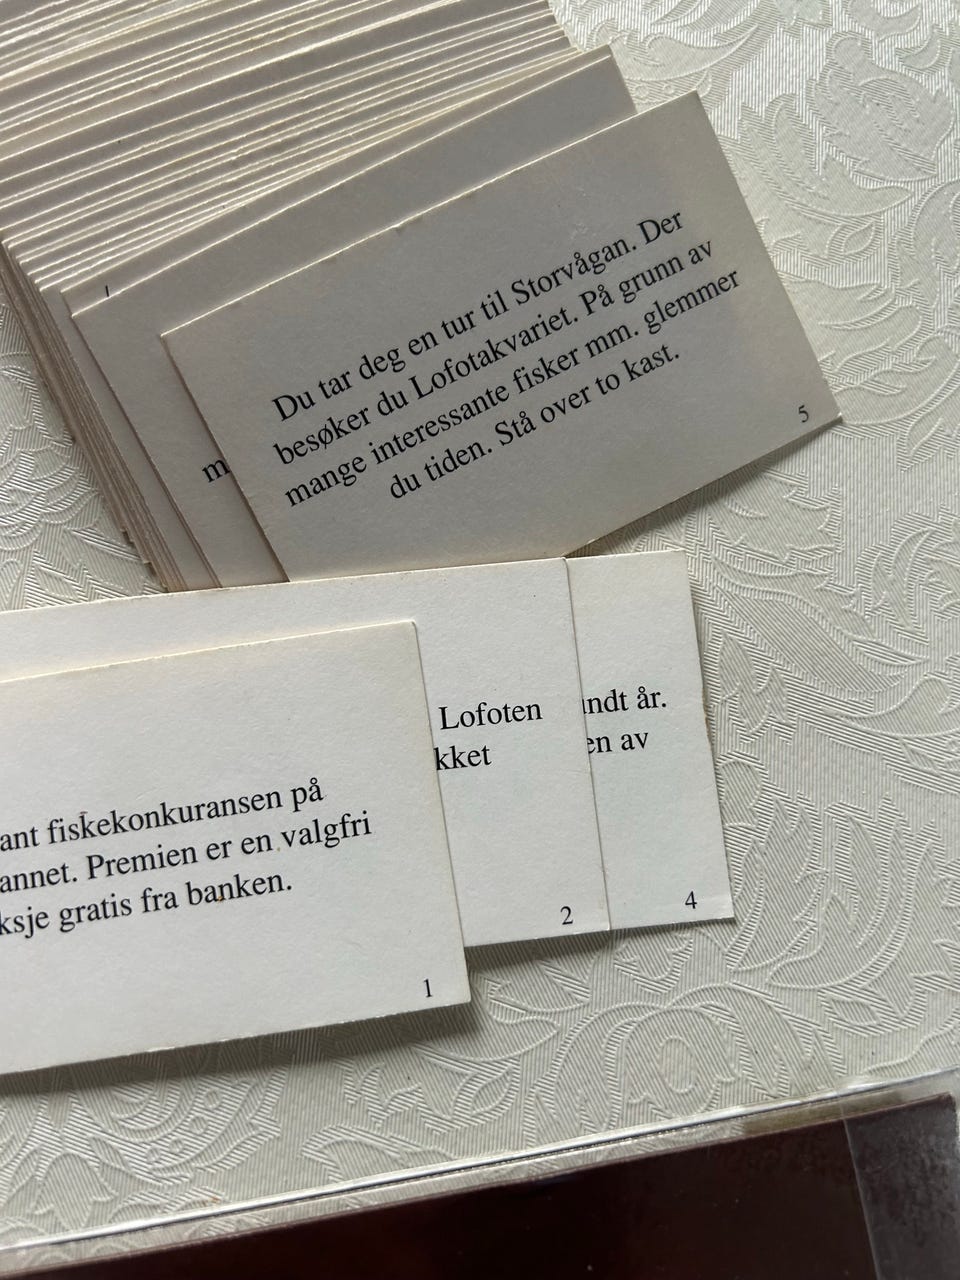 Du tar deg en tur til Storvågan. Der
besøker du Lofotakvariet. På grunn av
mange interessante fisker mm. glemmer
du tiden. Stå over to kast.
5
m
Lofoten
kket
2
ndt år.
en av
4
ant fiskekonkuransen på
annet. Premien er en valgfri
ksje gratis fra banken.
1